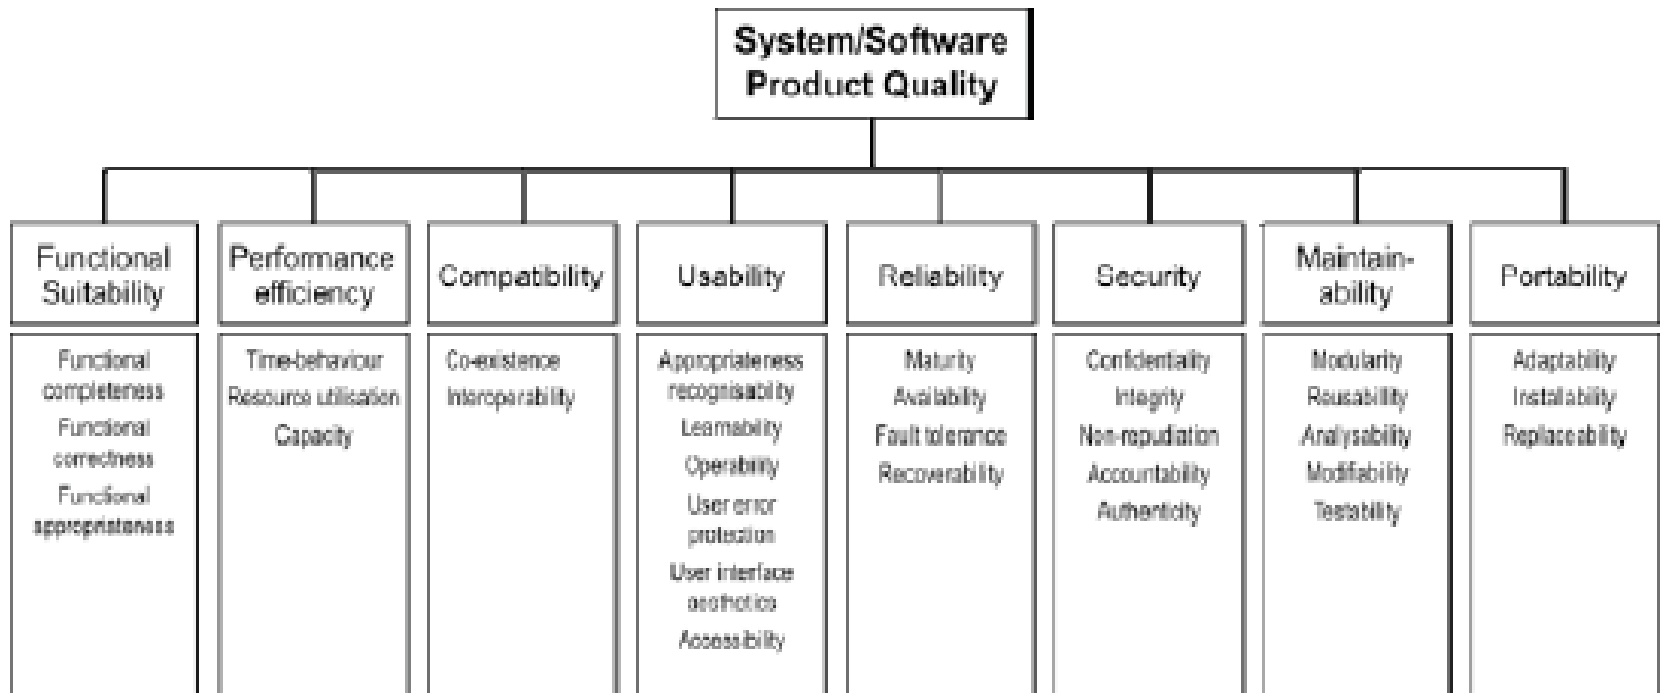 System/Software
Product Quality
Functional
Suitability
Performance
efficiency
Compatibility
Usability
Reliability
Security
Maintain-
ability
Portability
Functional
completeness
Functional
correctness
Functional
appropriateness
Time-behaviour
Resource utilisation
Capacity
Co-existence
Interoperability
Appropriateness
recognisability
Learnability
Operability
User error
protection
User interface
aesthetics
Accessibility
Maturity
Availability
Fault tolerance
Recoverability
Confidentiality
Integrity
Non-repudiation
Accountability
Authenticity
Modularity
Reusability
Analysability
Modifiability
Testability
Adaptability
Installability
Replaceability